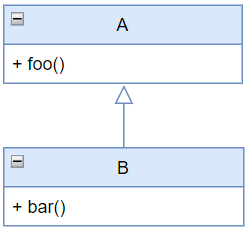 A
+ foo()
B
+ bar()